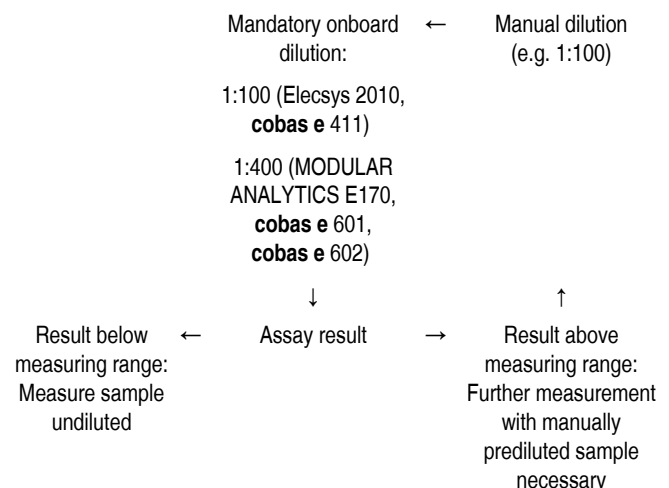 Mandatory onboard dilution:
← Manual dilution
(e.g. 1:100)
1:100 (Elecsys 2010,
cobas e 411)
1:400 (MODULAR
ANALYTICS E170,
cobas e 601,
cobas e 602)
↓
↑
Result below
measuring range:
Measure sample
undiluted
←
Assay result
→
Result above
measuring range:
Further measurement
with manually
prediluted sample
necessary